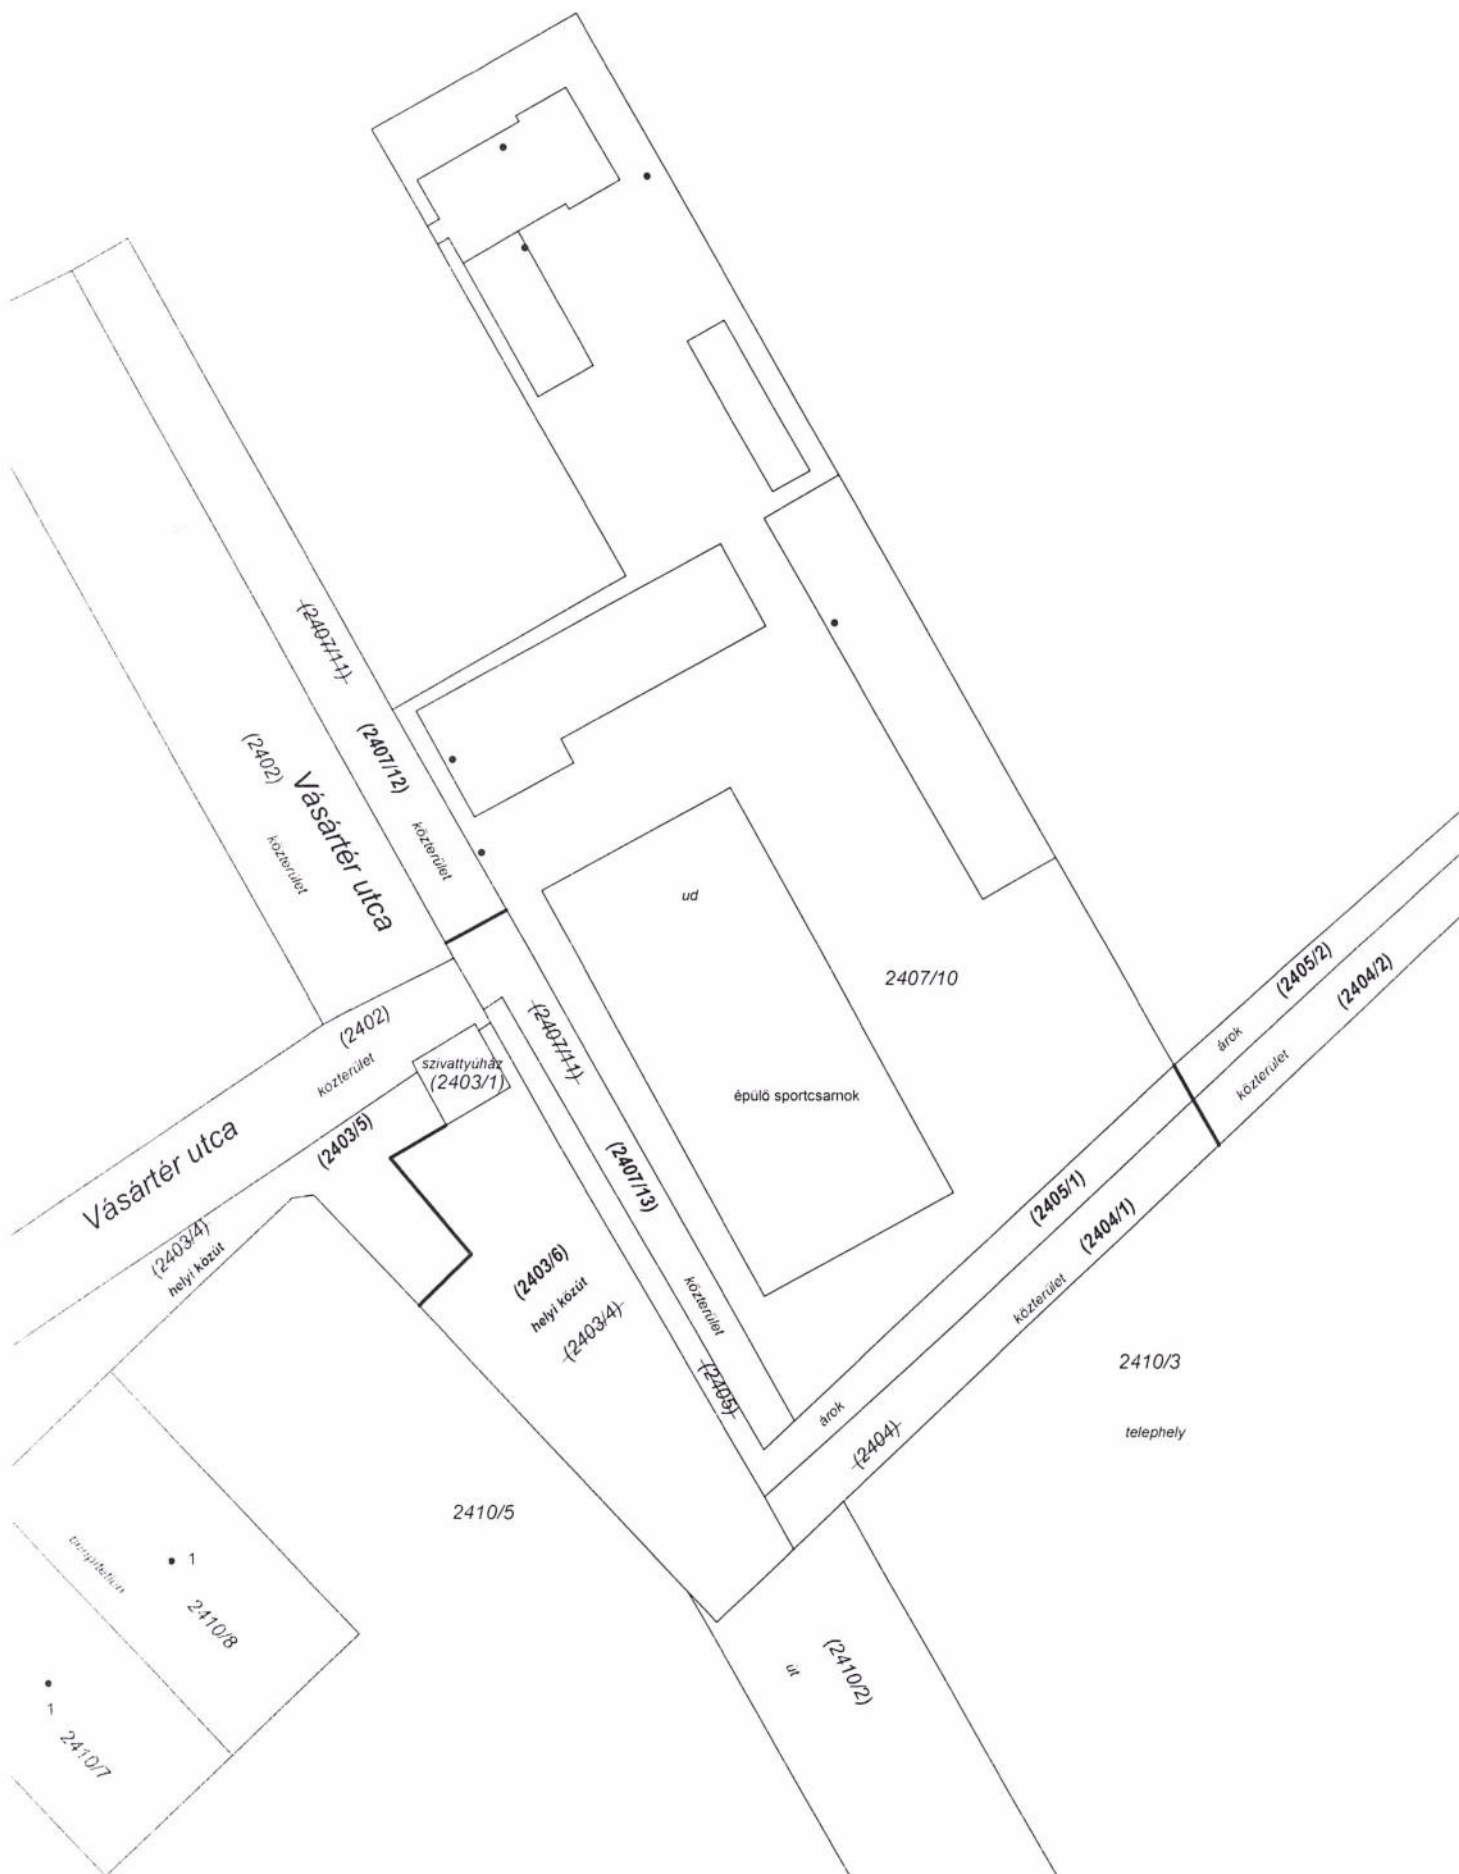 (2407/11)
(2402)
Vásártér utca
közterület
(2407/12)
közterület
ud
2407/10
(2405/2)
(2404/2)
árok
közterület
(2402)
közterület
szivattyúház
(2403/1)
(2407/11)
épülő sportcsarnok
Vásártér utca
(2403/5)
(2407/13)
(2405/1)
(2404/1)
közterület
(2403/4)
helyi közút
(2403/6)
helyi közút
(2403/4)
közterület
(2405)
árok
(2404)
2410/3
telephely
2410/5
beépítetlen
1
2410/8
1
2410/7
út
(2410/2)